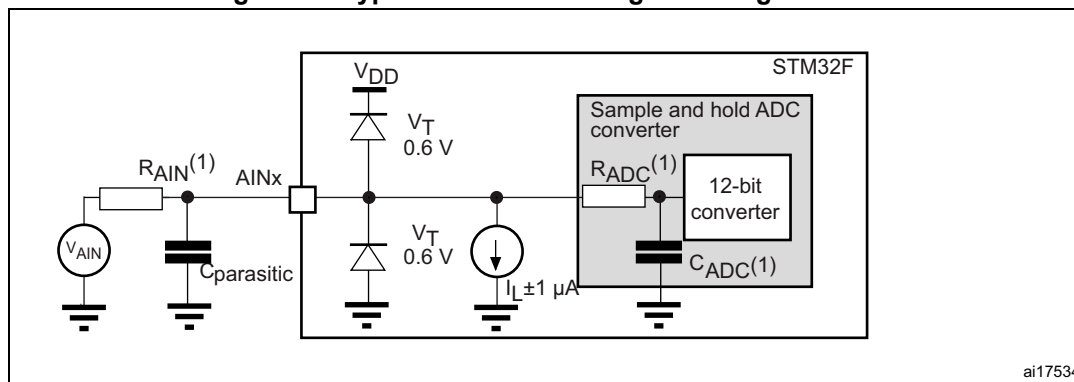 STM32F
VDD
Sample and hold ADC
converter
VT
0.6 V
RAIN(1)
AINx
RADC(1)
12-bit
converter
VAIN
Cparasitic
VT
0.6 V
IL±1 µA
CADC(1)
ai17534